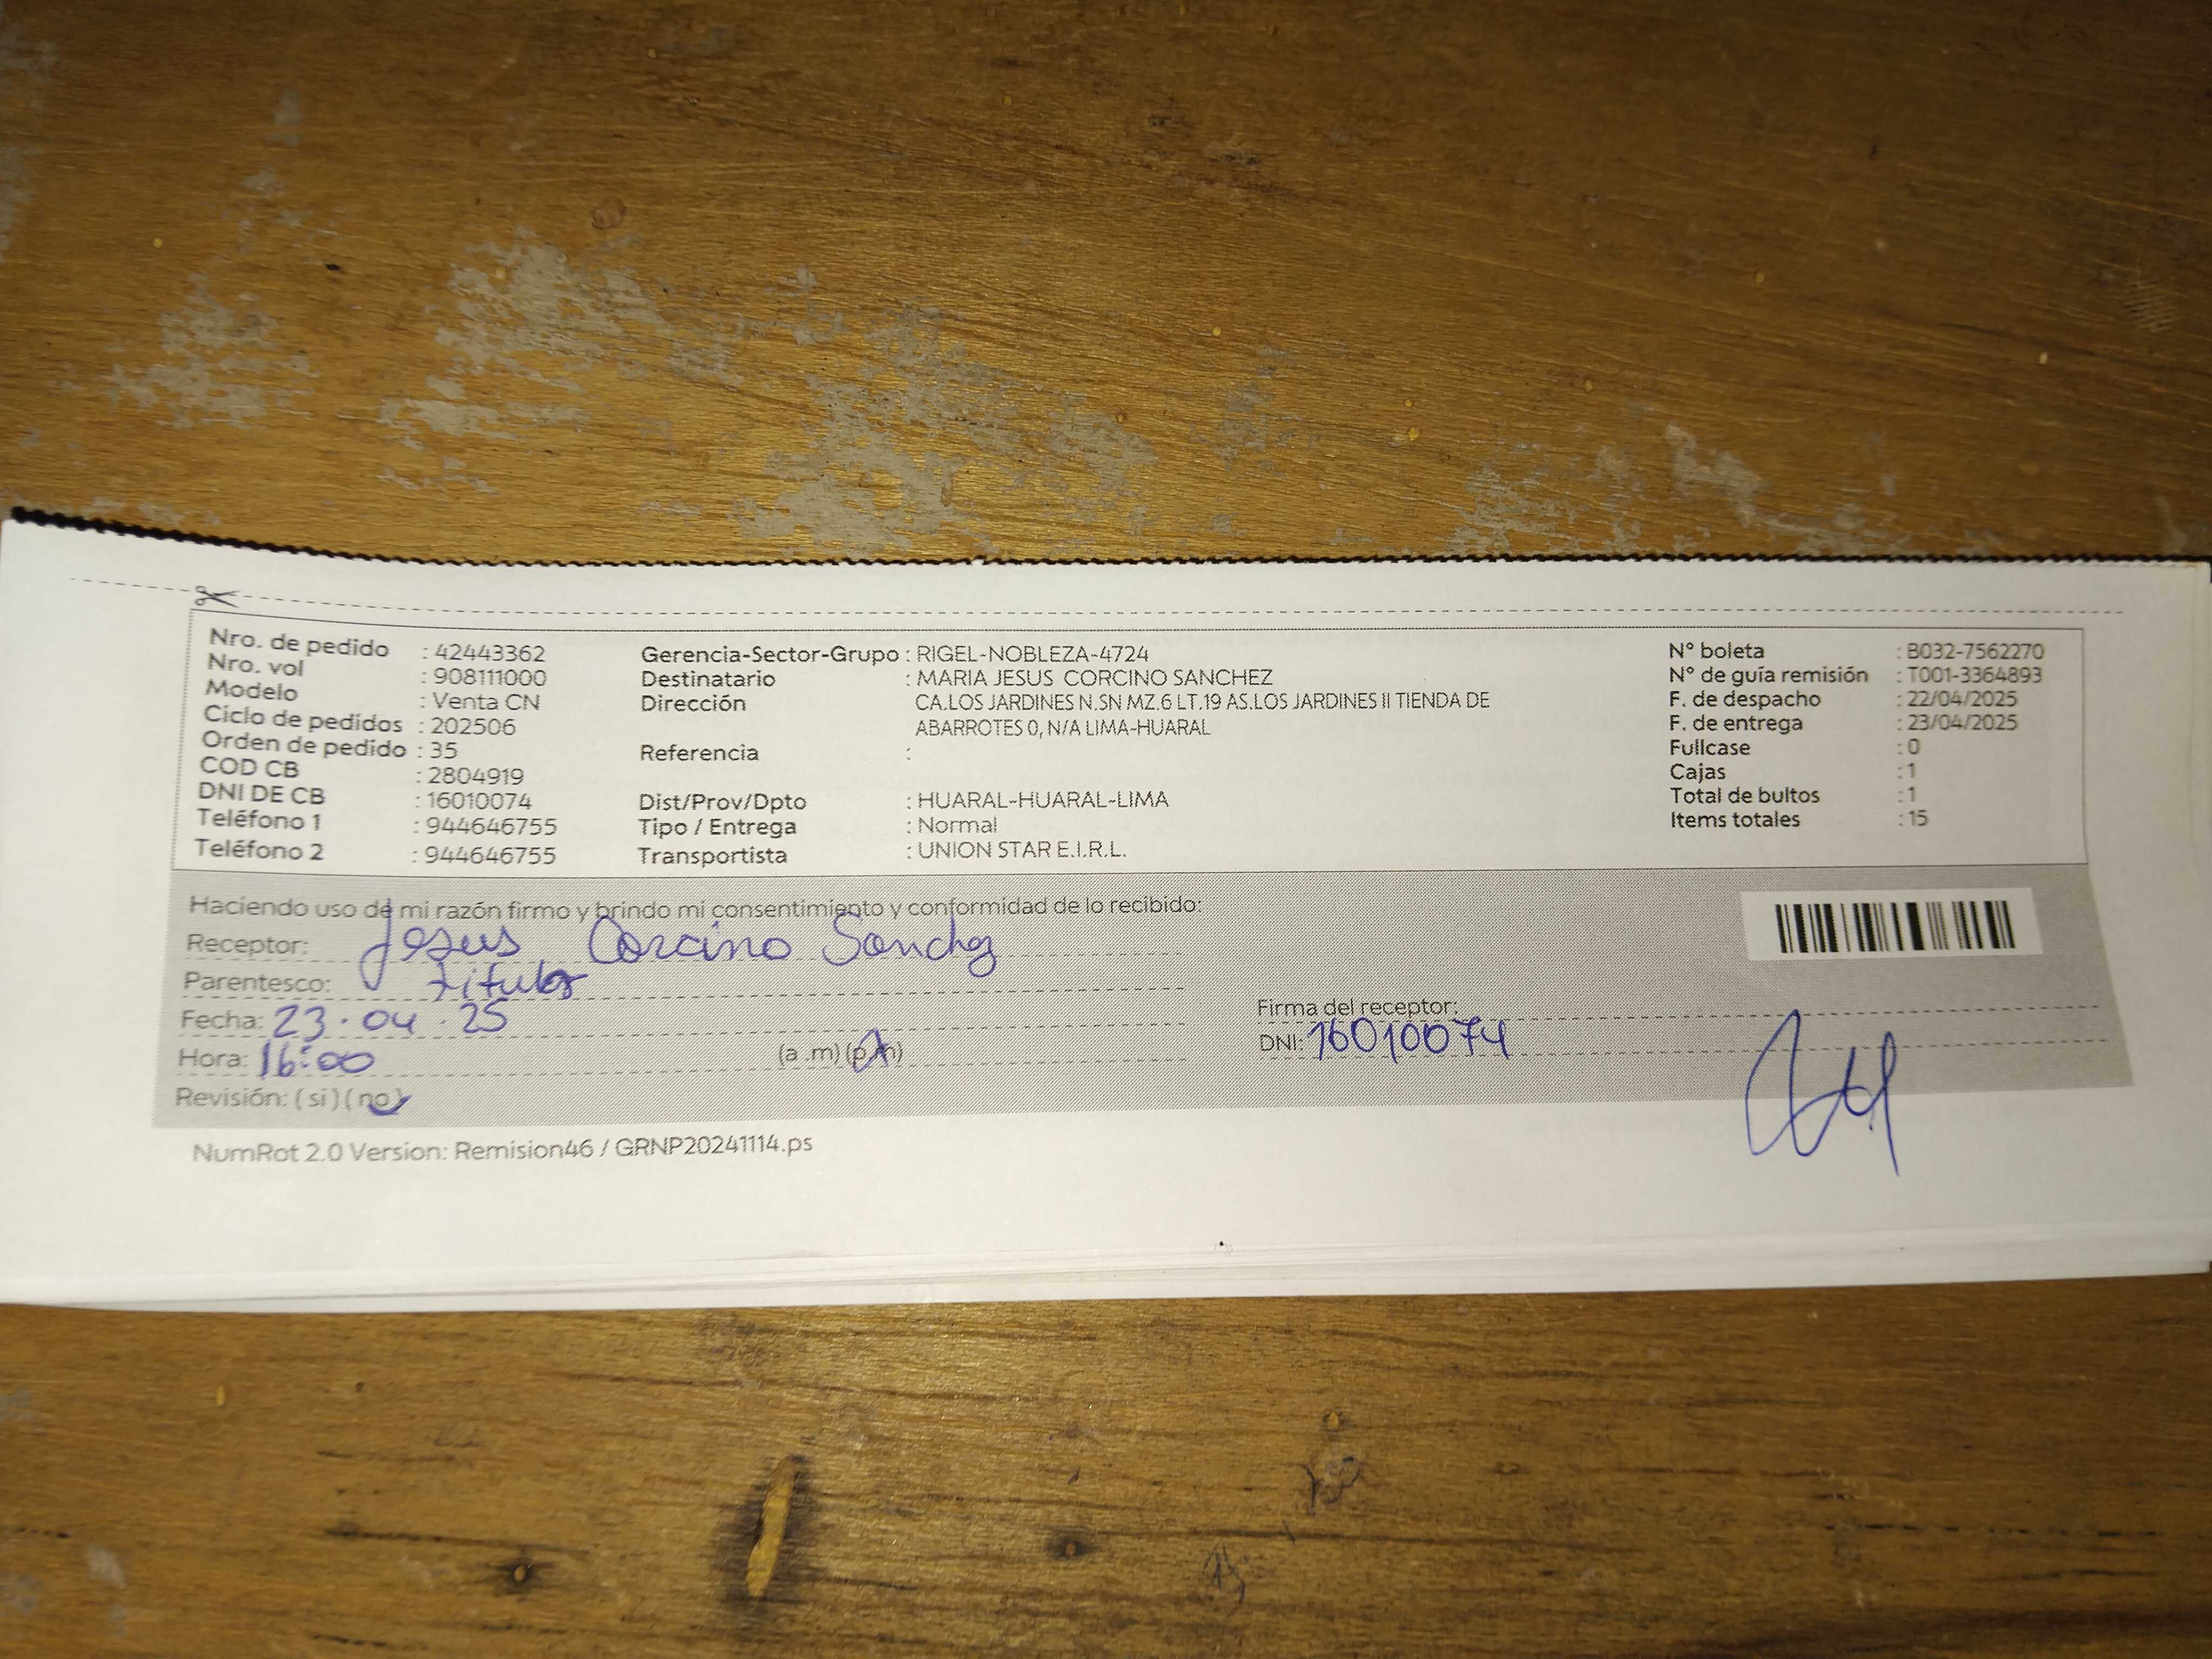 Nro. de pedido : 42443362
Nro. vol : 908111000
Modelo : Venta CN
Ciclo de pedidos : 202506
Orden de pedido : 35
COD CB : 2804919
DNI DE CB : 16010074
Teléfono 1 : 944646755
Teléfono 2 : 944646755
Gerencia-Sector-Grupo : RIGEL-NOBLEZA-4724
Destinatario : MARIA JESUS CORCINO SANCHEZ
Dirección CA.LOS JARDINES N.SN MZ.6 LT.19 AS.LOS JARDINES II TIENDA DE
ABARROTES 0, N/A LIMA-HUARAL
Referencia :
Dist/Prov/Dpto : HUARAL-HUARAL-LIMA
Tipo / Entrega : Normal
Transportista : UNION STAR E.I.R.L.
N° boleta : B032-7562270
N° de guía remisión : T001-3364893
F. de despacho : 22/04/2025
F. de entrega : 23/04/2025
Fullcase : 0
Cajas : 1
Total de bultos : 1
Items totales : 15
Haciendo uso de mi razón firmo y brindo mi consentimiento y conformidad de lo recibido:
Receptor: Jesus Corcino Sanchez
Parentesco: titular
Fecha: 23.04.25
Hora: 16:00 (a .m) (p.m)
Revisión: ( si ) ( no )
Firma del receptor:
DNI: 16010074
NumRot 2.0 Version: Remision46 / GRNP20241114.ps